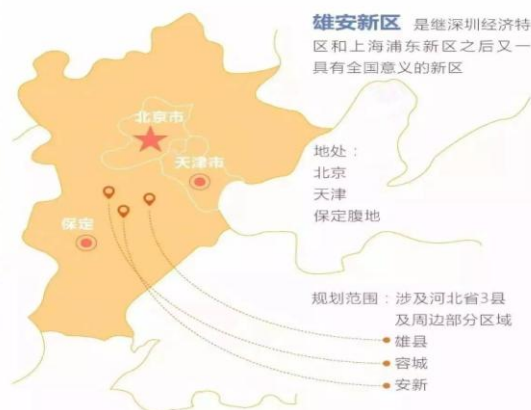 雄安新区 是继深圳经济特
区和上海浦东新区之后又一
具有全国意义的新区
北京市
天津市
保定
地处：
北京
天津
保定腹地
规划范围：涉及河北省3县
及周边部分区域
雄县
容城
安新